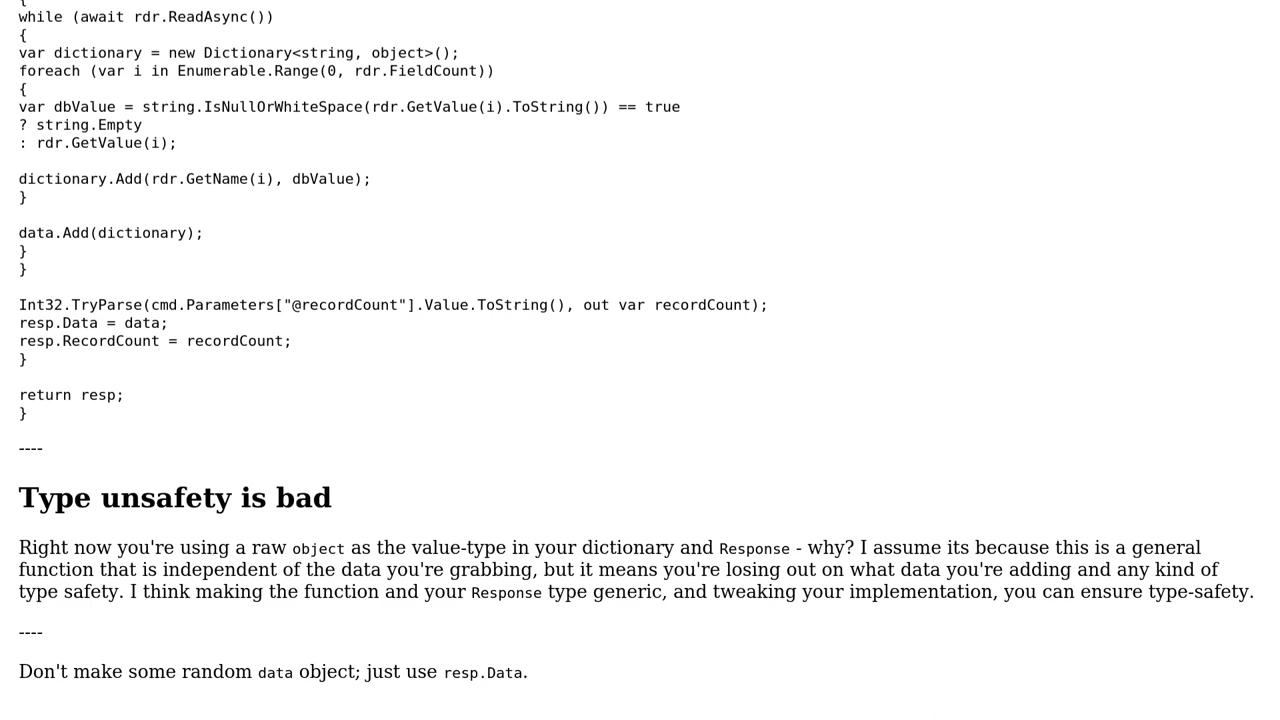 {
while (await rdr.ReadAsync())
{
var dictionary = new Dictionary<string, object>();
foreach (var i in Enumerable.Range(0, rdr.FieldCount))
{
var dbValue = string.IsNullOrWhiteSpace(rdr.GetValue(i).ToString()) == true
? string.Empty
: rdr.GetValue(i);
dictionary.Add(rdr.GetName(i), dbValue);
}
data.Add(dictionary);
}
}
Int32.TryParse(cmd.Parameters["@recordCount"].Value.ToString(), out var recordCount);
resp.Data = data;
resp.RecordCount = recordCount;
}
return resp;
}
----
Type unsafety is bad
Right now you're using a raw object as the value-type in your dictionary and Response - why? I assume its because this is a general
function that is independent of the data you're grabbing, but it means you're losing out on what data you're adding and any kind of
type safety. I think making the function and your Response type generic, and tweaking your implementation, you can ensure type-safety.
----
Don't make some random data object; just use resp.Data.